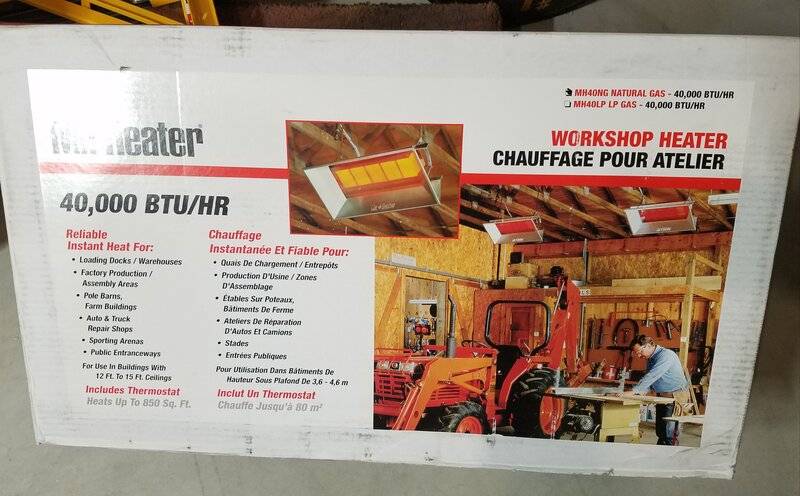 MH40NG NATURAL GAS - 40,000 BTU/HR
MH40LP LP GAS - 40,000 BTU/HR
Heater
WORKSHOP HEATER
CHAUFFAGE POUR ATELIER
40,000 BTU/HR
Reliable
Instant Heat For:
• Loading Docks / Warehouses
• Factory Production /
Assembly Areas
• Pole Barns,
Farm Buildings
• Auto & Truck
Repair Shops
• Sporting Arenas
• Public Entranceways
For Use In Buildings With
12 Ft. To 15 Ft. Ceilings
Includes Thermostat
Heats Up To 850 Sq. Ft.
Chauffage
Instantanée Et Fiable Pour:
• Quais De Chargement / Entrepôts
• Production D'Usine / Zones
D'Assemblage
• Étables Sur Poteaux,
Bâtiments De Ferme
• Ateliers De Réparation
D'Autos Et Camions
• Stades
• Entrées Publiques
Pour Utilisation Dans Bâtiments De
Hauteur Sous Plafond De 3,6 - 4,6 m
Inclut Un Thermostat
Chauffe Jusqu'à 80 m²